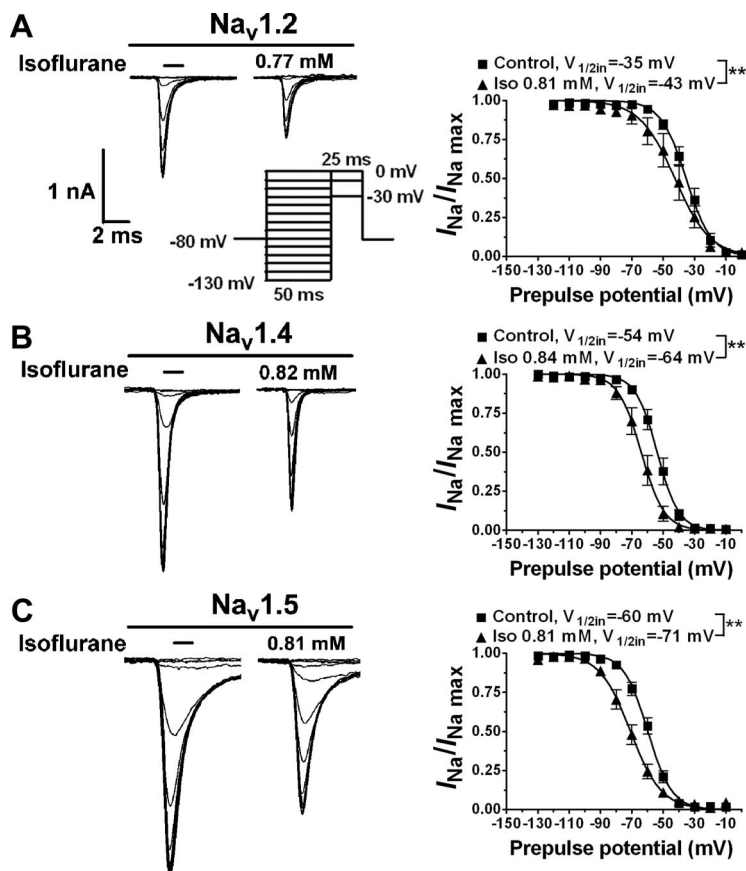 A
Nav1.2
Isoflurane — 0.77 mM
1 nA
2 ms
25 ms
0 mV
-30 mV
-80 mV
-130 mV
50 ms
■ Control, V1/2in=-35 mV
▲ Iso 0.81 mM, V1/2in=-43 mV
**
INa/INa max
1.00
0.75
0.50
0.25
0.00
-150 -130 -110 -90 -70 -50 -30 -10
Prepulse potential (mV)
B
Nav1.4
Isoflurane — 0.82 mM
■ Control, V1/2in=-54 mV
▲ Iso 0.84 mM, V1/2in=-64 mV
**
INa/INa max
1.00
0.75
0.50
0.25
0.00
-150 -130 -110 -90 -70 -50 -30 -10
Prepulse potential (mV)
C
Nav1.5
Isoflurane — 0.81 mM
■ Control, V1/2in=-60 mV
▲ Iso 0.81 mM, V1/2in=-71 mV
**
INa/INa max
1.00
0.75
0.50
0.25
0.00
-150 -130 -110 -90 -70 -50 -30 -10
Prepulse potential (mV)